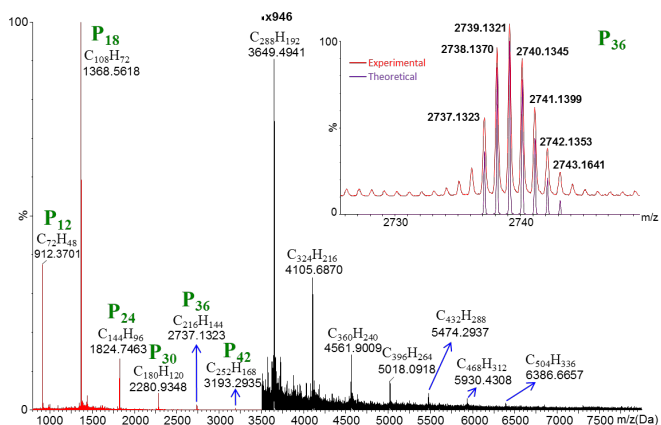 100
%
0
P₁₈
C₁₀₈H₇₂
1368.5618
P₁₂
C₇₂H₄₈
912.3701
P₂₄
C₁₄₄H₉₆
1824.7463
P₃₀
C₁₈₀H₁₂₀
2280.9348
P₃₆
C₂₁₆H₁₄₄
2737.1323
P₄₂
C₂₅₂H₁₆₈
3193.2935
x946
C₂₈₈H₁₉₂
3649.4941
C₃₂₄H₂₁₆
4105.6870
C₃₆₀H₂₄₀
4561.9009
C₃₉₆H₂₆₄
5018.0918
C₄₃₂H₂₈₈
5474.2937
C₄₆₈H₃₁₂
5930.4308
C₅₀₄H₃₃₆
6386.6657
1000 1500 2000 2500 3000 3500 4000 4500 5000 5500 6000 6500 7000 7500
m/z(Da)
P₃₆
100
%
0
Experimental
Theoretical
2739.1321
2738.1370
2740.1345
2737.1323
2741.1399
2742.1353
2743.1641
2730 2740
m/z